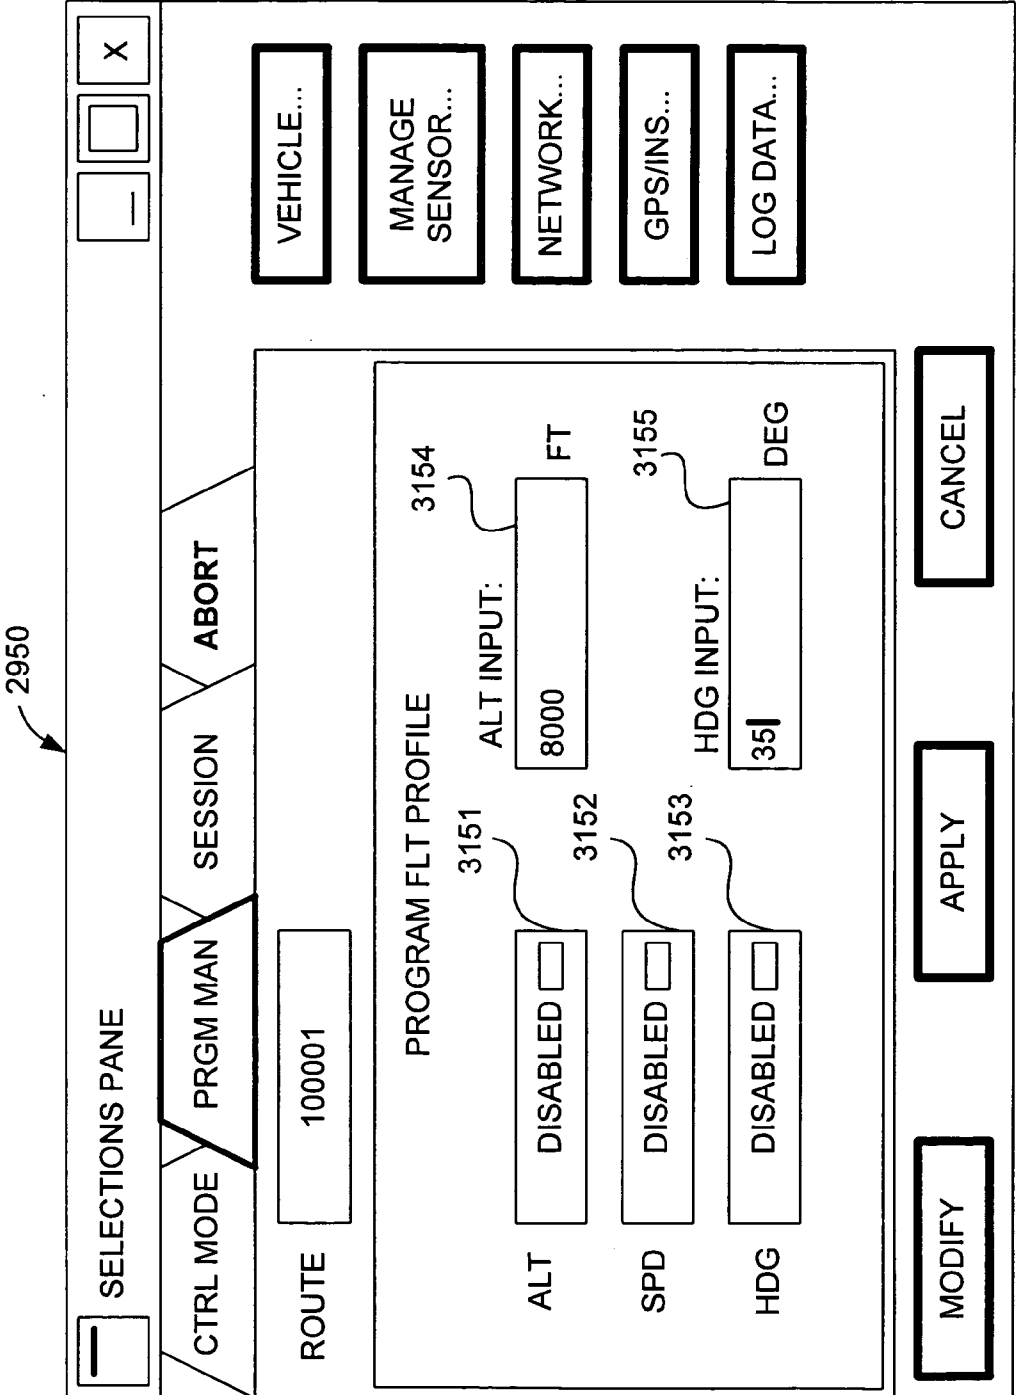 2950
SELECTIONS PANE
X
CTRL MODE
PRGM MAN
SESSION
ABORT
ROUTE
100001
VEHICLE...
MANAGE
SENSOR...
NETWORK...
GPS/INS...
LOG DATA...
PROGRAM FLT PROFILE
3151
3154
ALT
DISABLED
ALT INPUT:
8000
FT
3152
SPD
DISABLED
3153
3155
HDG
DISABLED
HDG INPUT:
35
DEG
MODIFY
APPLY
CANCEL